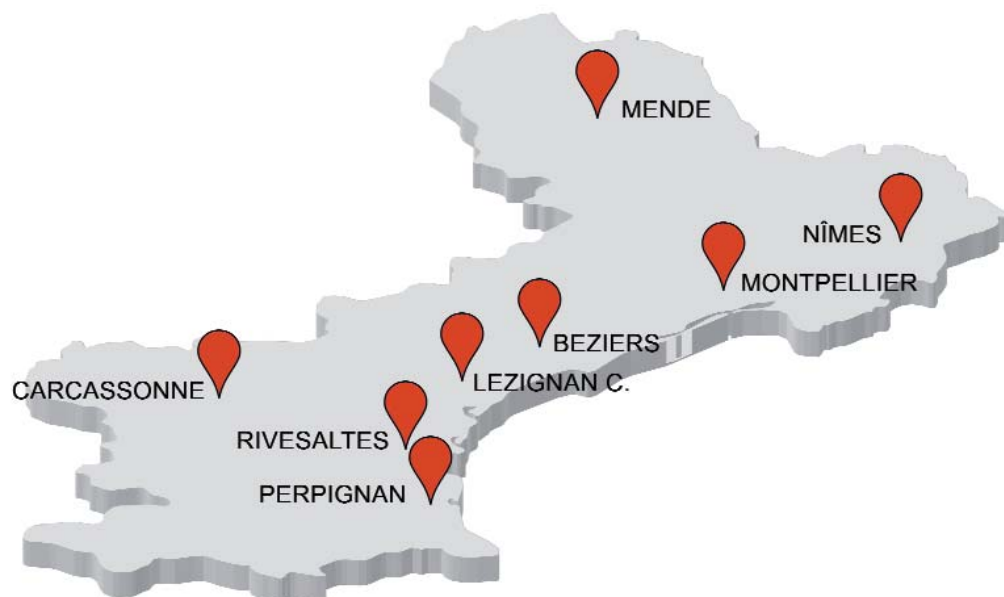 MENDE
NÎMES
MONTPELLIER
BEZIERS
LEZIGNAN C.
CARCASSONNE
RIVESALTES
PERPIGNAN